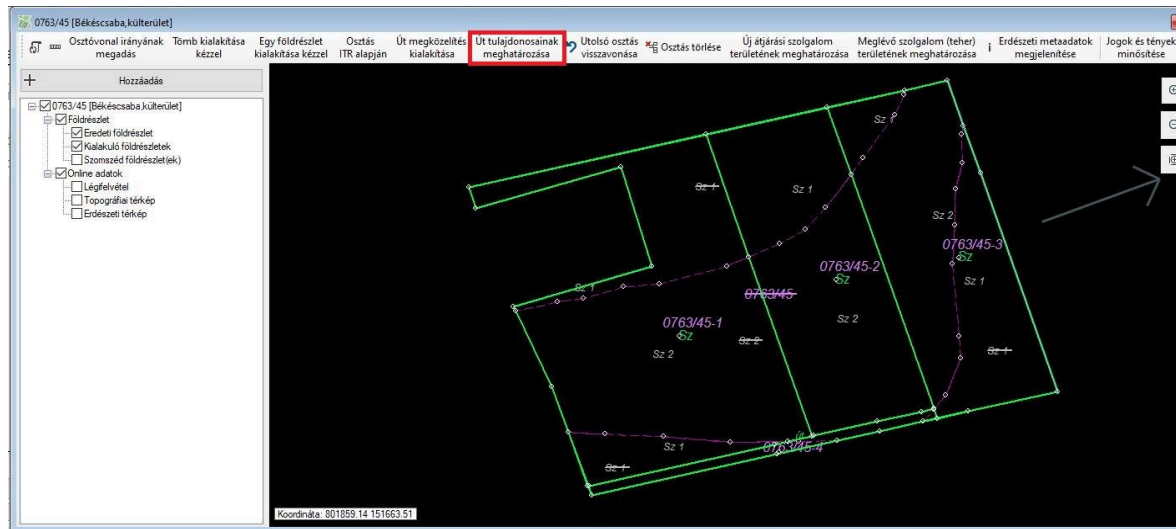 0763/45 [Békéscsaba,külterület]
Osztóvonal irányának megadás
Tömb kialakítása kézzel
Egy földrészlet kialakítása kézzel
Osztás ITR alapján
Út megközelítés kialakítása
Út tulajdonosainak meghatározása
Utolsó osztás visszavonása
Osztás törlése
Új átjárási szolgalom területének meghatározása
Meglévő szolgalom (teher) területének meghatározása
i
Erdészeti metaadatok megjelenítése
Jogok és tények minősítése
+ Hozzáadás
0763/45 [Békéscsaba,külterület]
Földrészlet
Eredeti földrészlet
Kialakuló földrészletek
Szomszéd földrészlet(ek)
Online adatok
Légifelvétel
Topográfiai térkép
Erdészeti térkép
Sz 1
Sz 1
Sz 1
Sz 2
0763/45-3
Sz
0763/45-2
Sz
Sz 1
Sz 1
0763/45
0763/45-1
Sz
Sz 2
Sz 2
Sz 2
Sz 1
Sz 1
Út
0763/45-4
Sz 1
Koordináta: 801859.14 151663.51